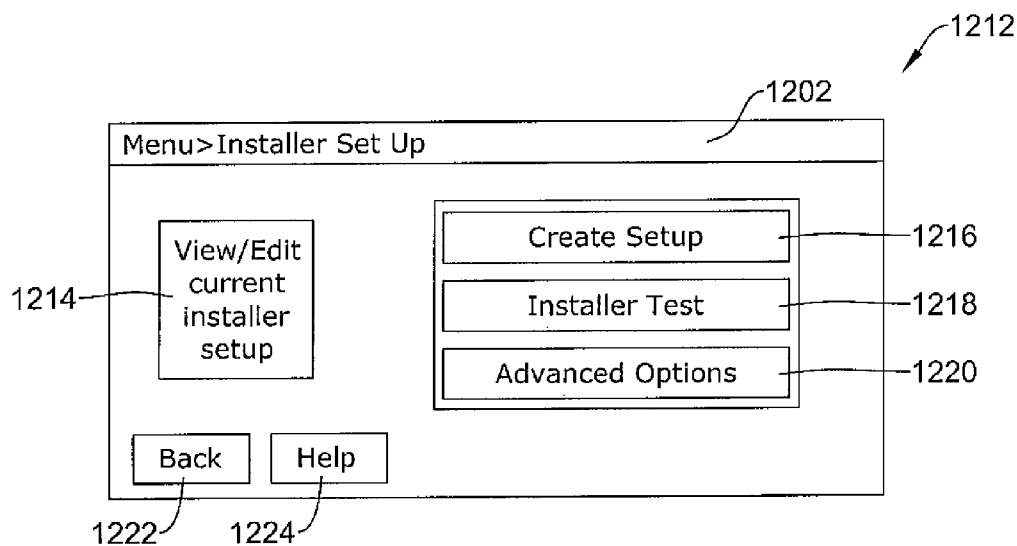 1212
1202
Menu>Installer Set Up
View/Edit
current
installer
setup
1214
Create Setup
1216
Installer Test
1218
Advanced Options
1220
Back
Help
1222
1224